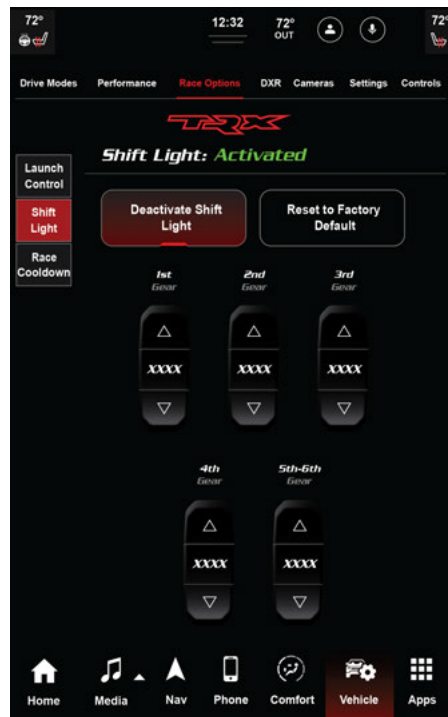 72°
12:32
72°
OUT
72°
Drive Modes
Performance
Race Options
DXR
Cameras
Settings
Controls
TRX
Shift Light: Activated
Launch
Control
Shift
Light
Race
Cooldown
Deactivate Shift
Light
Reset to Factory
Default
1st
Gear
2nd
Gear
3rd
Gear
XXXX
XXXX
XXXX
4th
Gear
5th-6th
Gear
XXXX
XXXX
Home
Media
Nav
Phone
Comfort
Vehicle
Apps